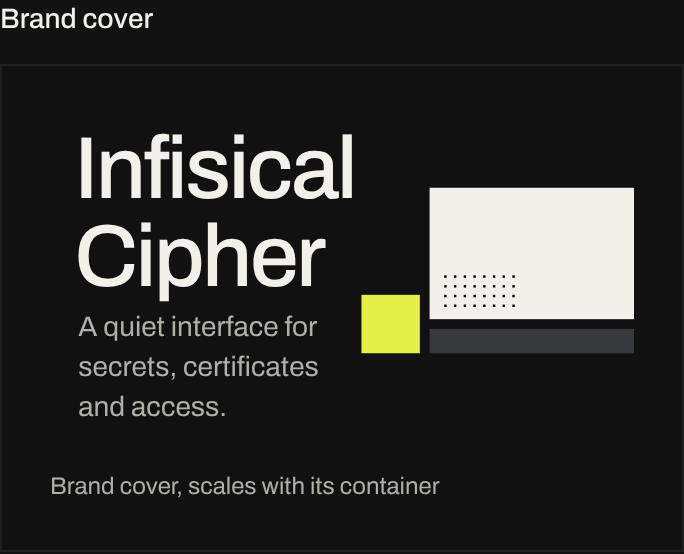 Brand cover
Infisical
Cipher
A quiet interface for
secrets, certificates
and access.
Brand cover, scales with its container